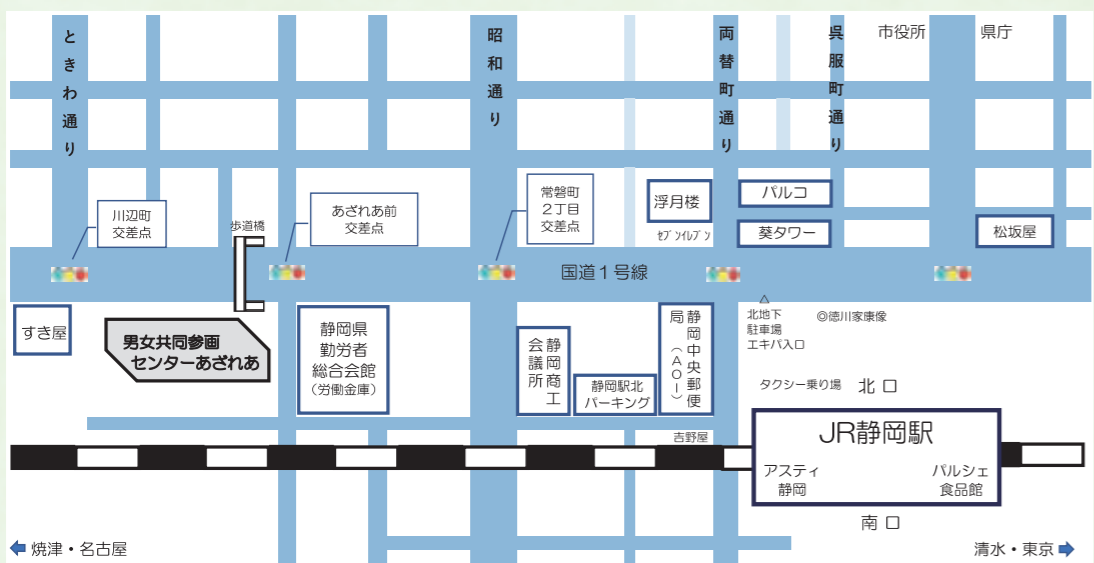 ときわ通り
昭和通り
両替町通り
呉服町通り
市役所
県庁
川辺町
交差点
歩道橋
あざれあ前
交差点
常磐町
２丁目
交差点
浮月楼
ｾﾌﾞﾝｲﾚﾌﾞﾝ
パルコ
葵タワー
松坂屋
国道１号線
すき屋
男女共同参画
センターあざれあ
静岡県
勤労者
総合会館
（労働金庫）
静岡商工
会議所
静岡駅北
パーキング
静岡中央郵便
局（ＡＯＩ）
△
北地下
駐車場
エキパ入口
◎徳川家康像
タクシー乗り場
北 口
吉野屋
JR静岡駅
アスティ
静岡
パルシェ
食品館
南 口
焼津・名古屋
清水・東京